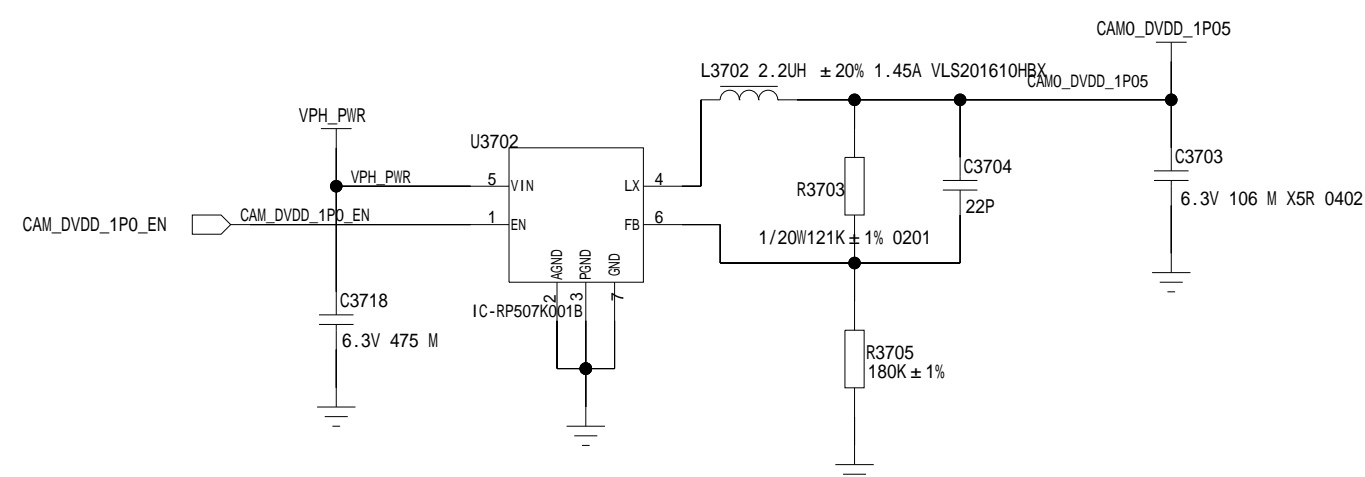 CAM0_DVDD_1P05
L3702 2.2UH ±20% 1.45A VLS201610HBX
CAM0_DVDD_1P05
VPH_PWR
U3702
C3704
22P
C3703
6.3V 106 M X5R 0402
VPH_PWR
5
VIN
LX
4
R3703
CAM_DVDD_1P0_EN
CAM_DVDD_1P0_EN
1
EN
FB
6
1/20W121K±1% 0201
AGND
PGND
GND
2
3
7
IC-RP507K001B
C3718
6.3V 475 M
R3705
180K±1%